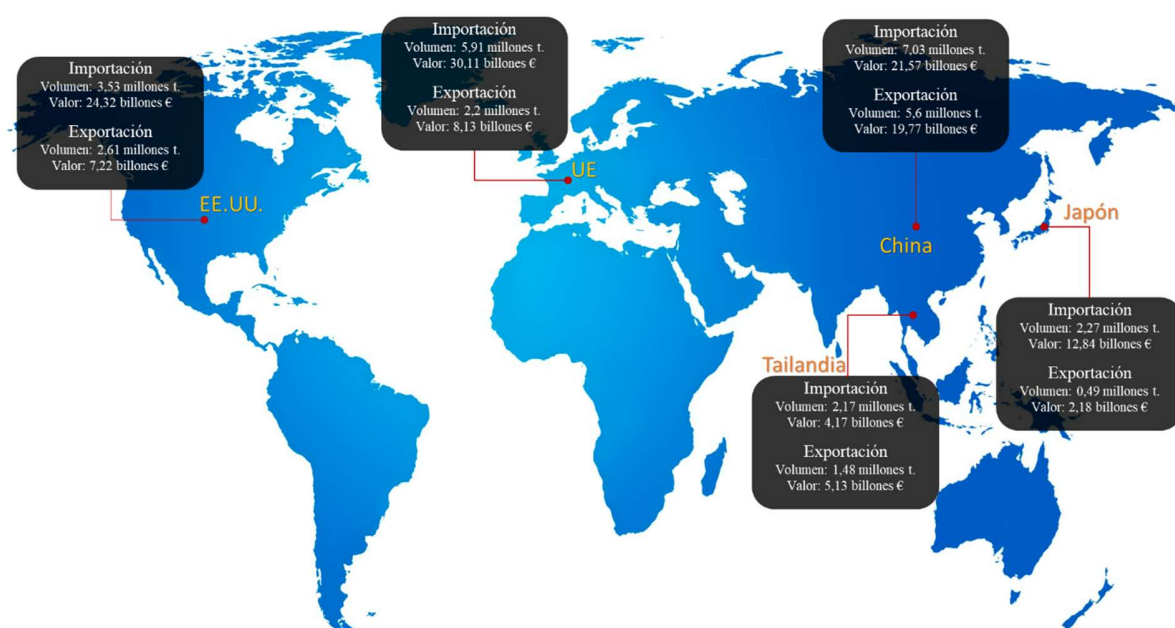 Importación
Volumen: 3,53 millones t.
Valor: 24,32 billones €
Exportación
Volumen: 2,61 millones t.
Valor: 7,22 billones €
EE.UU.
Importación
Volumen: 5,91 millones t.
Valor: 30,11 billones €
Exportación
Volumen: 2,2 millones t.
Valor: 8,13 billones €
UE
Importación
Volumen: 7,03 millones t.
Valor: 21,57 billones €
Exportación
Volumen: 5,6 millones t.
Valor: 19,77 billones €
China
Japón
Importación
Volumen: 2,27 millones t.
Valor: 12,84 billones €
Exportación
Volumen: 0,49 millones t.
Valor: 2,18 billones €
Tailandia
Importación
Volumen: 2,17 millones t.
Valor: 4,17 billones €
Exportación
Volumen: 1,48 millones t.
Valor: 5,13 billones €